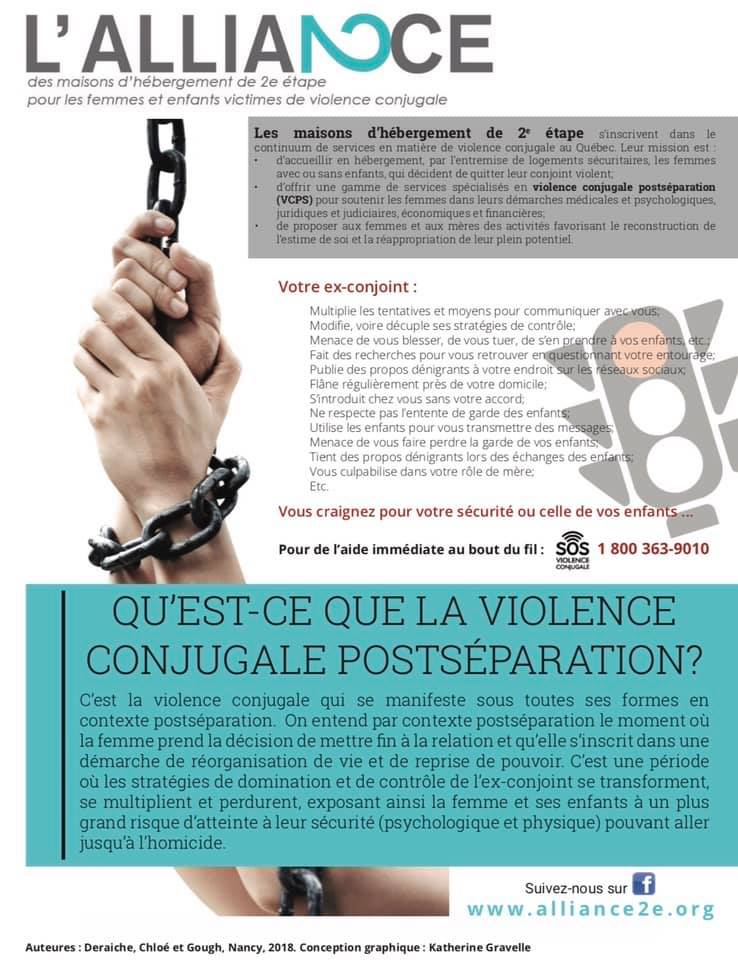 L'ALLIA2CE
des maisons d'hébergement de 2e étape
pour les femmes et enfants victimes de violence conjugale
Les maisons d'hébergement de 2e étape s'inscrivent dans le
continuum de services en matière de violence conjugale au Québec. Leur mission est :
• d'accueillir en hébergement, par l'entremise de logements sécuritaires, les femmes
avec ou sans enfants, qui décident de quitter leur conjoint violent;
• d'offrir une gamme de services spécialisés en violence conjugale postséparation
(VCPS) pour soutenir les femmes dans leurs démarches médicales et psychologiques,
juridiques et judiciaires, économiques et financières;
• de proposer aux femmes et aux mères des activités favorisant le reconstruction de
l'estime de soi et la réappropriation de leur plein potentiel.
Votre ex-conjoint :
Multiplie les tentatives et moyens pour communiquer avec vous;
Modifie, voire décuple ses stratégies de contrôle;
Menace de vous blesser, de vous tuer, de s'en prendre à vos enfants, etc.;
Fait des recherches pour vous retrouver en questionnant votre entourage;
Publie des propos dénigrants à votre endroit sur les réseaux sociaux;
Flâne régulièrement près de votre domicile;
S'introduit chez vous sans votre accord;
Ne respecte pas l'entente de garde des enfants;
Utilise les enfants pour vous transmettre des messages;
Menace de vous faire perdre la garde de vos enfants;
Tient des propos dénigrants lors des échanges des enfants;
Vous culpabilise dans votre rôle de mère;
Etc.
Vous craignez pour votre sécurité ou celle de vos enfants ...
Pour de l'aide immédiate au bout du fil : SOS VIOLENCE CONJUGALE 1 800 363-9010
QU'EST-CE QUE LA VIOLENCE
CONJUGALE POSTSÉPARATION?
C'est la violence conjugale qui se manifeste sous toutes ses formes en
contexte postséparation. On entend par contexte postséparation le moment où
la femme prend la décision de mettre fin à la relation et qu'elle s'inscrit dans une
démarche de réorganisation de vie et de reprise de pouvoir. C'est une période
où les stratégies de domination et de contrôle de l'ex-conjoint se transforment,
se multiplient et perdurent, exposant ainsi la femme et ses enfants à un plus
grand risque d'atteinte à leur sécurité (psychologique et physique) pouvant aller
jusqu'à l'homicide.
Suivez-nous sur f
www.alliance2e.org
Auteures : Deraiche, Chloé et Gough, Nancy, 2018. Conception graphique : Katherine Gravelle